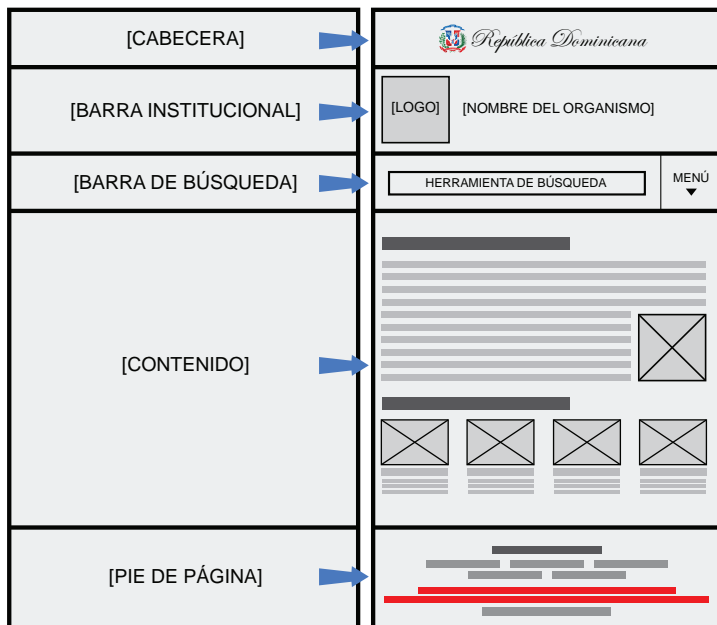 [CABECERA]
República Dominicana
[BARRA INSTITUCIONAL]
[LOGO]
[NOMBRE DEL ORGANISMO]
[BARRA DE BÚSQUEDA]
HERRAMIENTA DE BÚSQUEDA
MENÚ
[CONTENIDO]
[PIE DE PÁGINA]